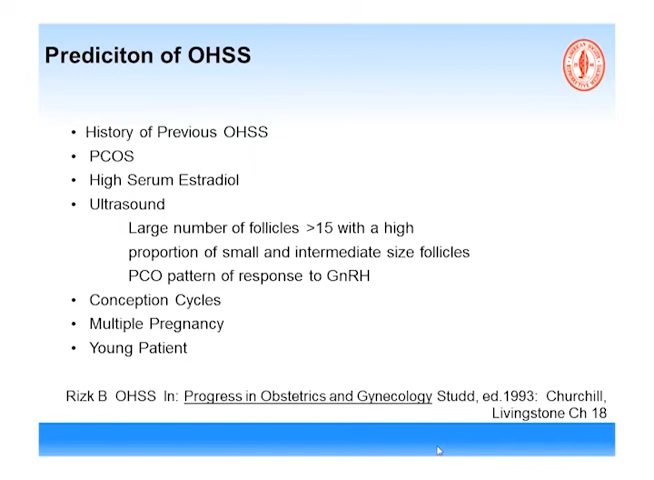 Prediciton of OHSS
• History of Previous OHSS
• PCOS
• High Serum Estradiol
• Ultrasound
Large number of follicles >15 with a high
proportion of small and intermediate size follicles
PCO pattern of response to GnRH
• Conception Cycles
• Multiple Pregnancy
• Young Patient
Rizk B OHSS In: Progress in Obstetrics and Gynecology Studd, ed.1993: Churchill,
Livingstone Ch 18